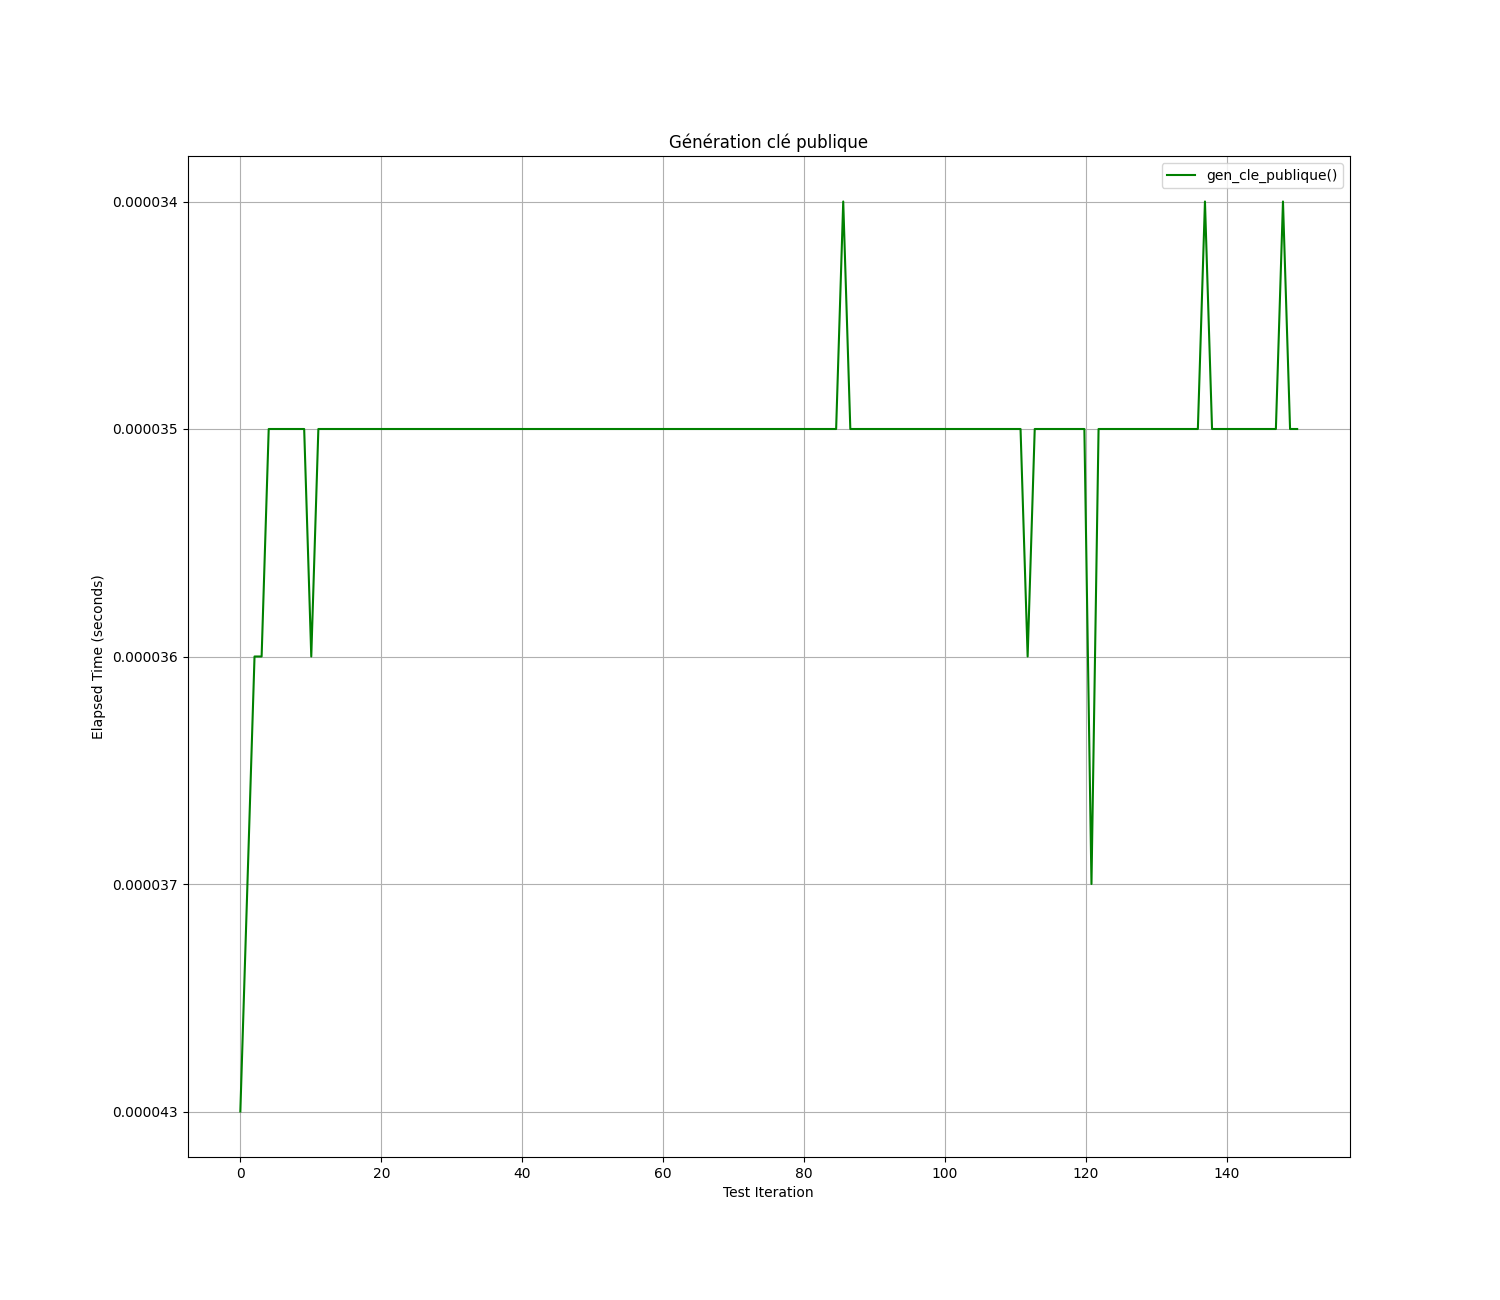 Génération clé publique
gen_cle_publique()
0.000034
0.000035
0.000036
0.000037
0.000043
Elapsed Time (seconds)
0 20 40 60 80 100 120 140
Test Iteration